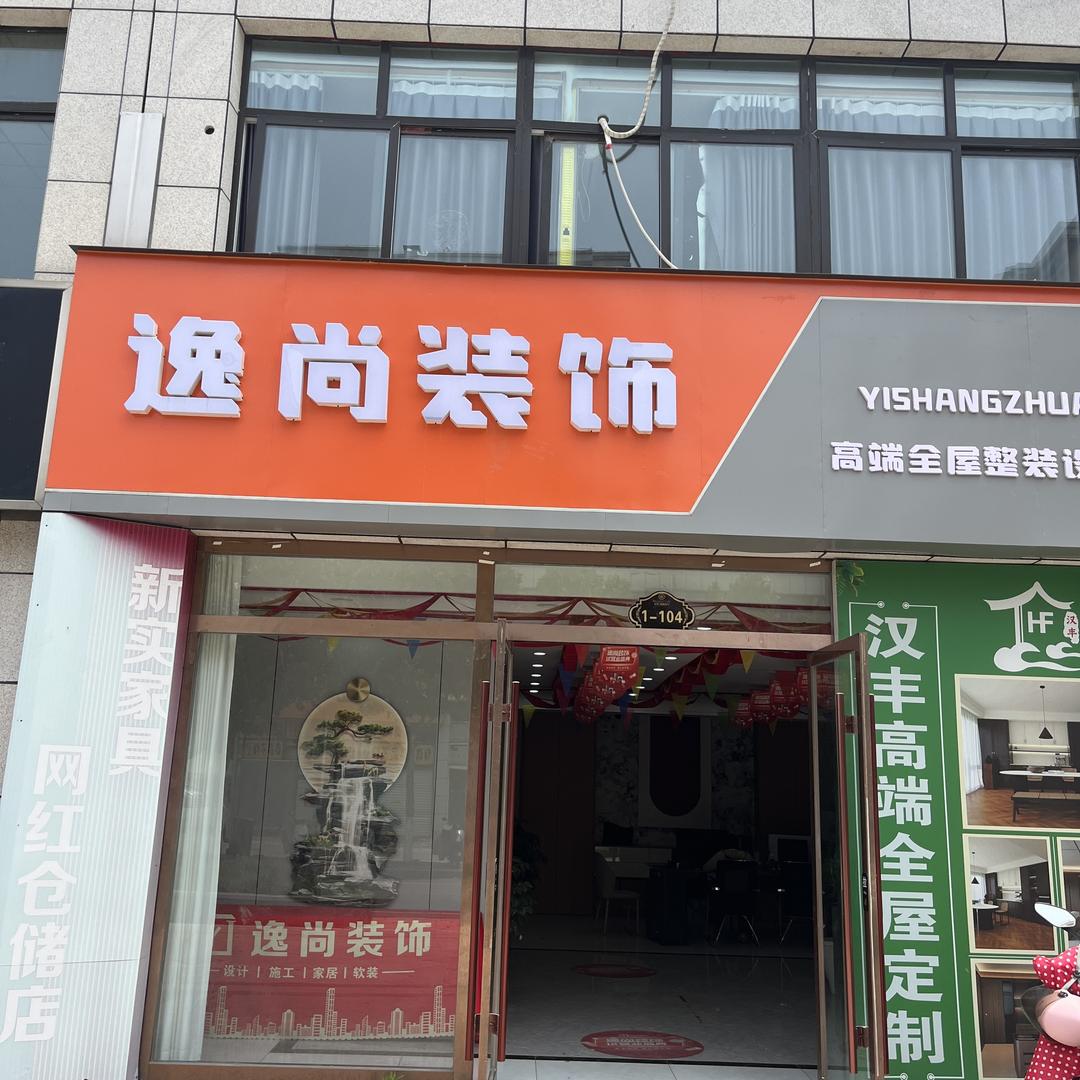 逸尚装饰
YISHANGZHUA
高端全屋整装设
新买家具
网红仓储店
1-104
逸尚装饰
设计 | 施工 | 家居 | 软装
HF
汉丰
汉丰高端全屋定制